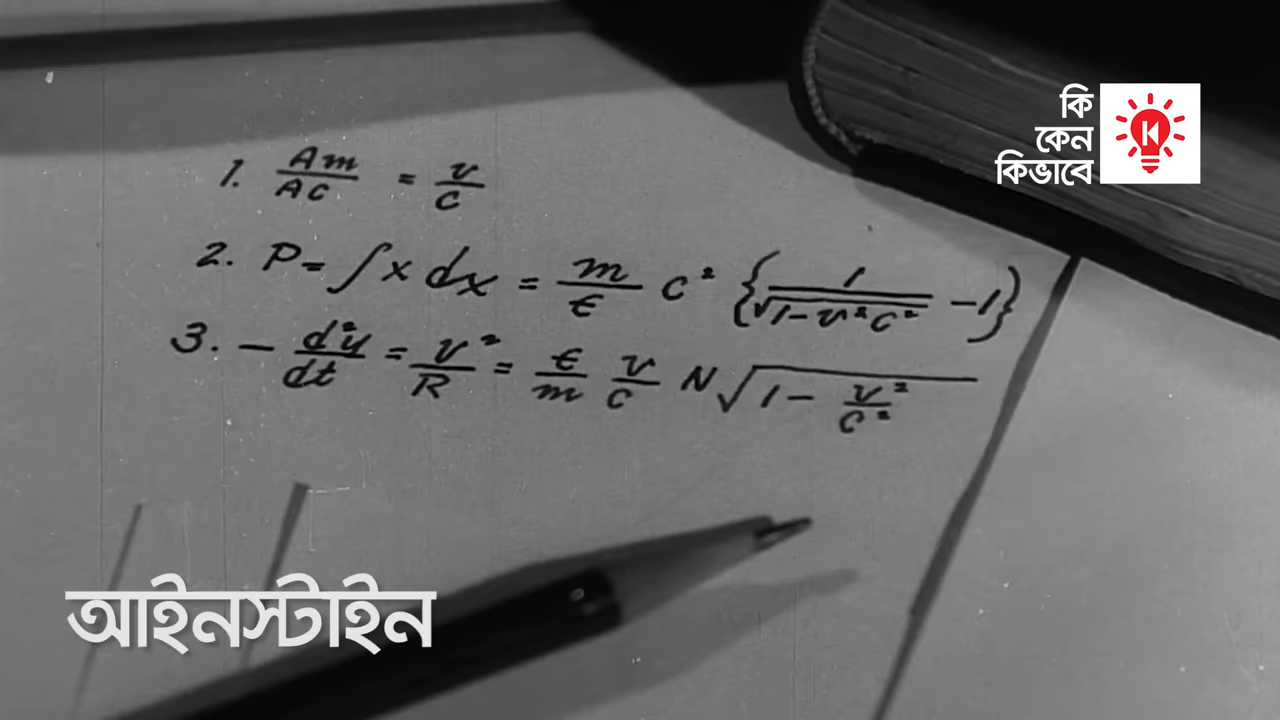 কি
কেন
কিভাবে
K
1. Am/Ac = v/c
2. P = ∫ x dx = m/ϵ c² {1/√1-v²c² -1}
3. - d²y/dt = v²/R = ϵ/m v/c N√1 - v²/c²
আইনস্টাইন